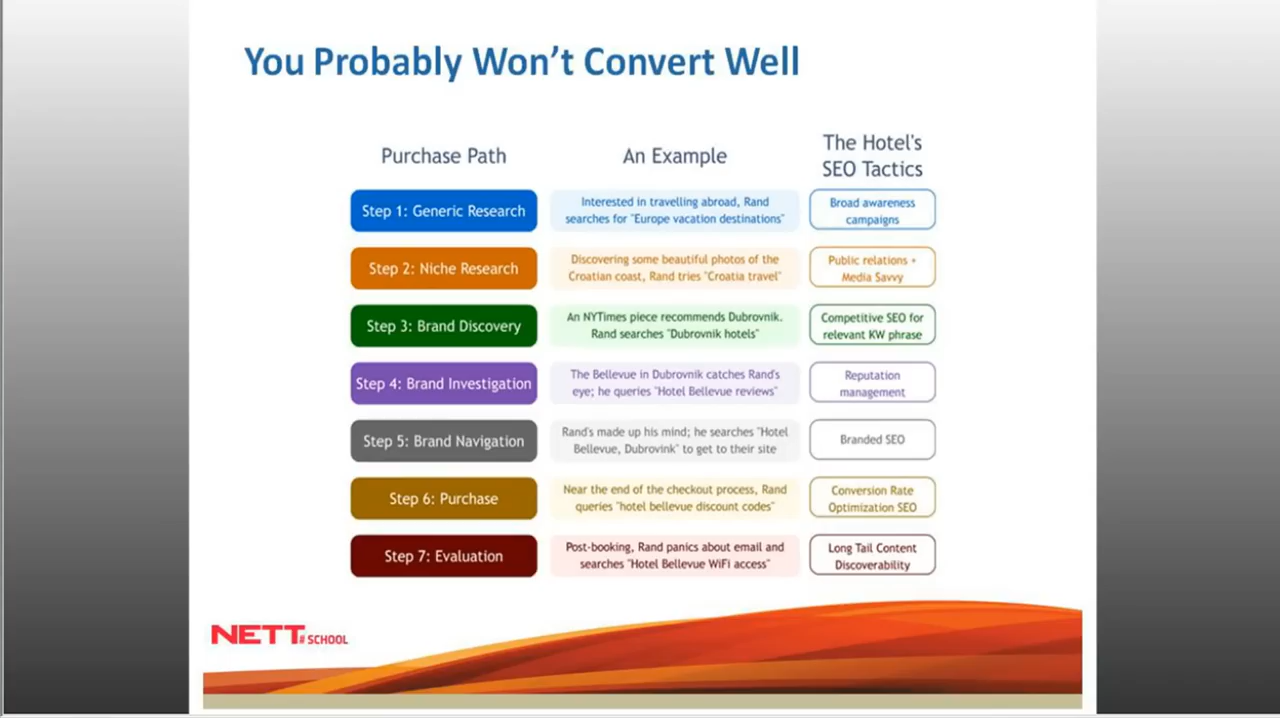 You Probably Won't Convert Well
Purchase Path
An Example
The Hotel's
SEO Tactics
Step 1: Generic Research
Interested in travelling abroad, Rand
searches for "Europe vacation destinations"
Broad awareness
campaigns
Step 2: Niche Research
Discovering some beautiful photos of the
Croatian coast, Rand tries "Croatia travel"
Public relations +
Media Savvy
Step 3: Brand Discovery
An NYTimes piece recommends Dubrovnik.
Rand searches "Dubrovnik hotels"
Competitive SEO for
relevant KW phrase
Step 4: Brand Investigation
The Bellevue in Dubrovnik catches Rand's
eye; he queries "Hotel Bellevue reviews"
Reputation
management
Step 5: Brand Navigation
Rand's made up his mind; he searches "Hotel
Bellevue, Dubrovink" to get to their site
Branded SEO
Step 6: Purchase
Near the end of the checkout process, Rand
queries "hotel bellevue discount codes"
Conversion Rate
Optimization SEO
Step 7: Evaluation
Post-booking, Rand panics about email and
searches "Hotel Bellevue WiFi access"
Long Tail Content
Discoverability
NETT# SCHOOL